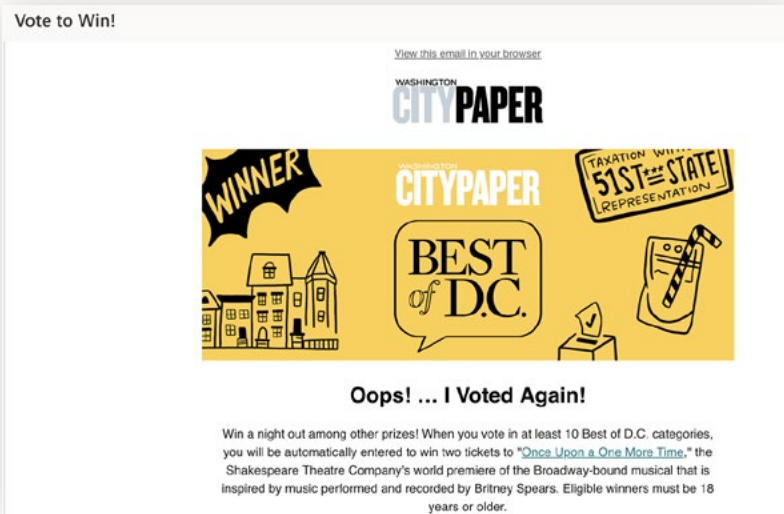 Vote to Win!
View this email in your browser
WASHINGTON
CITYPAPER
WINNER
WASHINGTON
CITYPAPER
BEST
of D.C.
TAXATION
51ST STATE
REPRESENTATION
Oops! ... I Voted Again!
Win a night out among other prizes! When you vote in at least 10 Best of D.C. categories,
you will be automatically entered to win two tickets to "Once Upon a One More Time," the
Shakespeare Theatre Company's world premiere of the Broadway-bound musical that is
inspired by music performed and recorded by Britney Spears. Eligible winners must be 18
years or older.